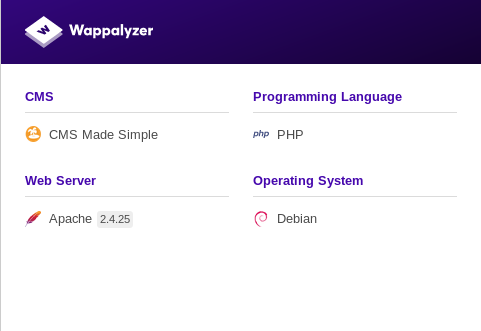 Wappalyzer
CMS
CMS Made Simple
Programming Language
php PHP
Web Server
Apache 2.4.25
Operating System
Debian